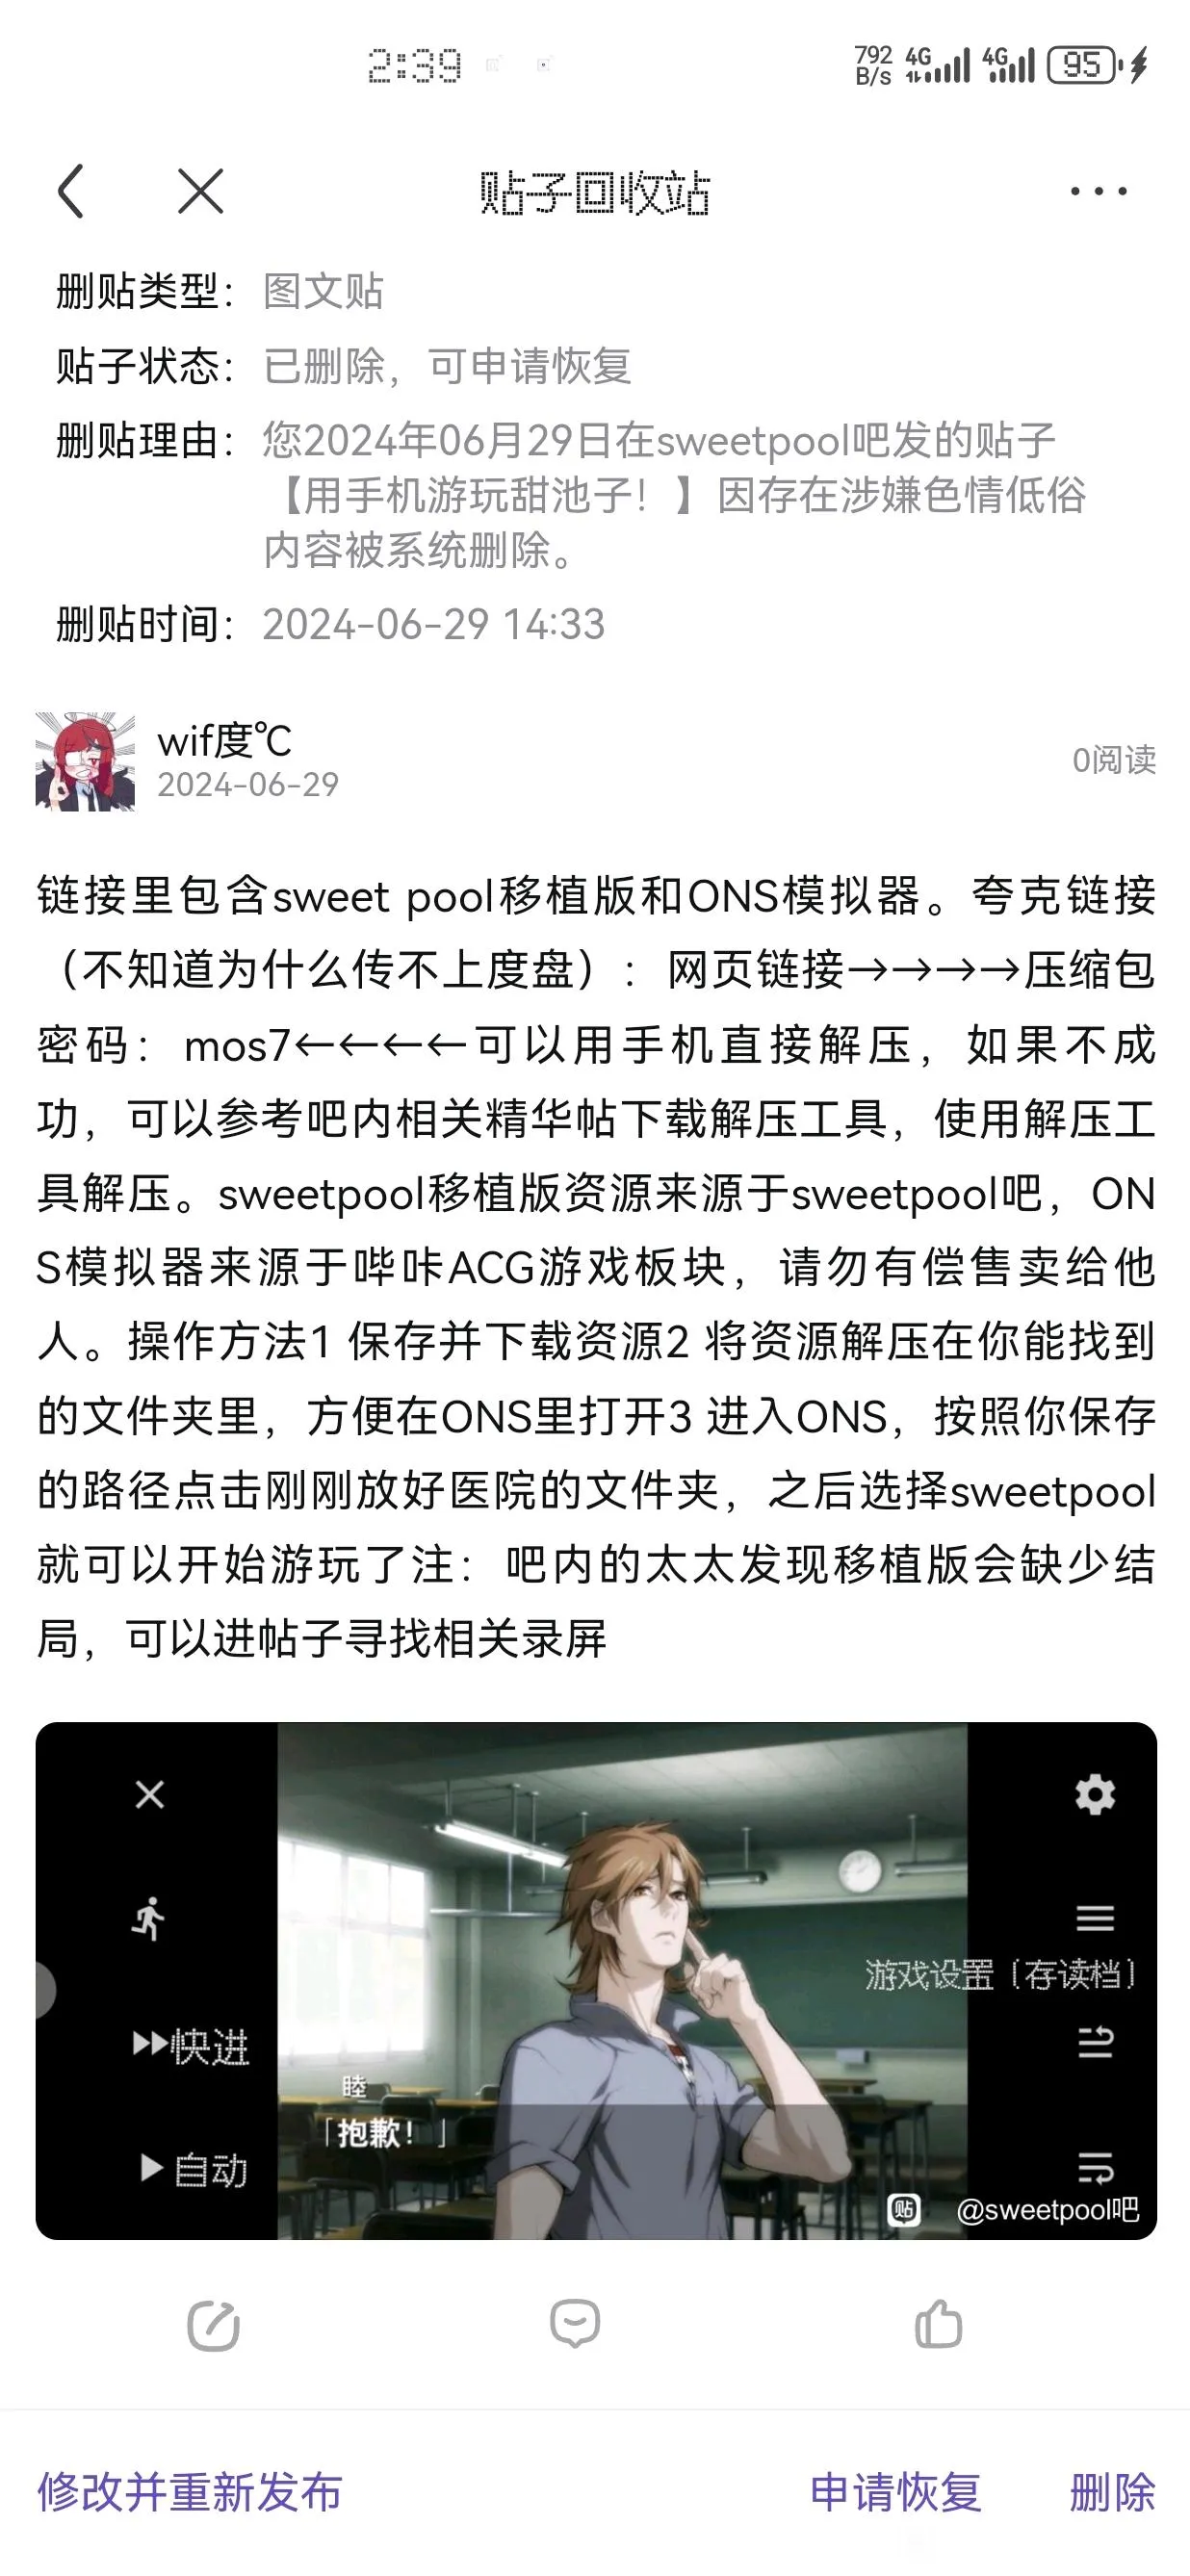 2:39
792 B/s 4G 4G 95
贴子回收站
删贴类型：图文贴
贴子状态：已删除，可申请恢复
删贴理由：您2024年06月29日在sweetpool吧发的贴子
【用手机游玩甜池子！】因存在涉嫌色情低俗
内容被系统删除。
删贴时间：2024-06-29 14:33
wif度℃
2024-06-29
0阅读
链接里包含sweet pool移植版和ONS模拟器。夸克链接
（不知道为什么传不上度盘）：网页链接→→→→压缩包
密码：mos7←←←←可以用手机直接解压，如果不成
功，可以参考吧内相关精华帖下载解压工具，使用解压工
具解压。sweetpool移植版资源来源于sweetpool吧，ON
S模拟器来源于哔咔ACG游戏板块，请勿有偿售卖给他
人。操作方法1 保存并下载资源2 将资源解压在你能找到
的文件夹里，方便在ONS里打开3 进入ONS，按照你保存
的路径点击刚刚放好医院的文件夹，之后选择sweetpool
就可以开始游玩了注：吧内的太太发现移植版会缺少结
局，可以进帖子寻找相关录屏
游戏设置（存读档）
快进
睦
「抱歉！」
自动
贴 @sweetpool吧
修改并重新发布
申请恢复
删除